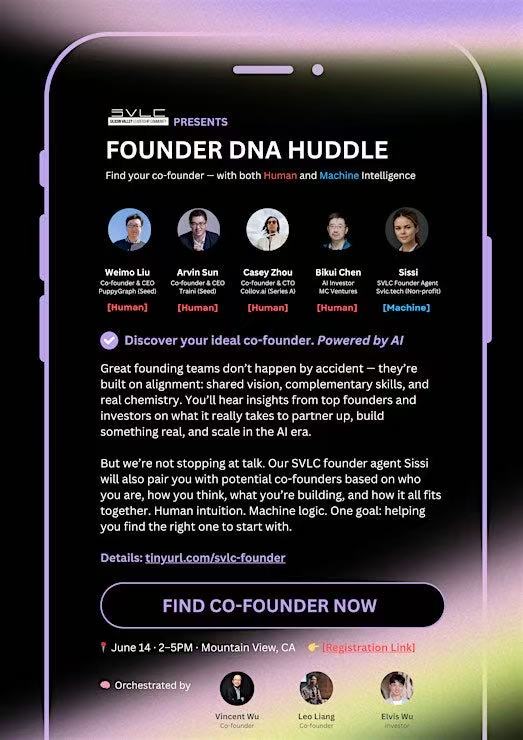 SVLC
SILICON VALLEY LEADERSHIP COMMUNITY
PRESENTS
FOUNDER DNA HUDDLE
Find your co-founder — with both Human and Machine Intelligence
Weimo Liu
Co-founder & CEO
PuppyGraph (Seed)
[Human]
Arvin Sun
Co-founder & CEO
Traini (Seed)
[Human]
Casey Zhou
Co-founder & CTO
Collov.ai (Series A)
[Human]
Bikui Chen
AI Investor
MC Ventures
[Human]
Sissi
SVLC Founder Agent
Svlc.tech (Non-profit)
[Machine]
Discover your ideal co-founder. Powered by AI
Great founding teams don’t happen by accident — they’re
built on alignment: shared vision, complementary skills, and
real chemistry. You’ll hear insights from top founders and
investors on what it really takes to partner up, build
something real, and scale in the AI era.
But we’re not stopping at talk. Our SVLC founder agent Sissi
will also pair you with potential co-founders based on who
you are, how you think, what you’re building, and how it all fits
together. Human intuition. Machine logic. One goal: helping
you find the right one to start with.
Details: tinyurl.com/svlc-founder
FIND CO-FOUNDER NOW
June 14 · 2–5PM · Mountain View, CA
[Registration Link]
Orchestrated by
Vincent Wu
Co-founder
Leo Liang
Co-founder
Elvis Wu
Investor